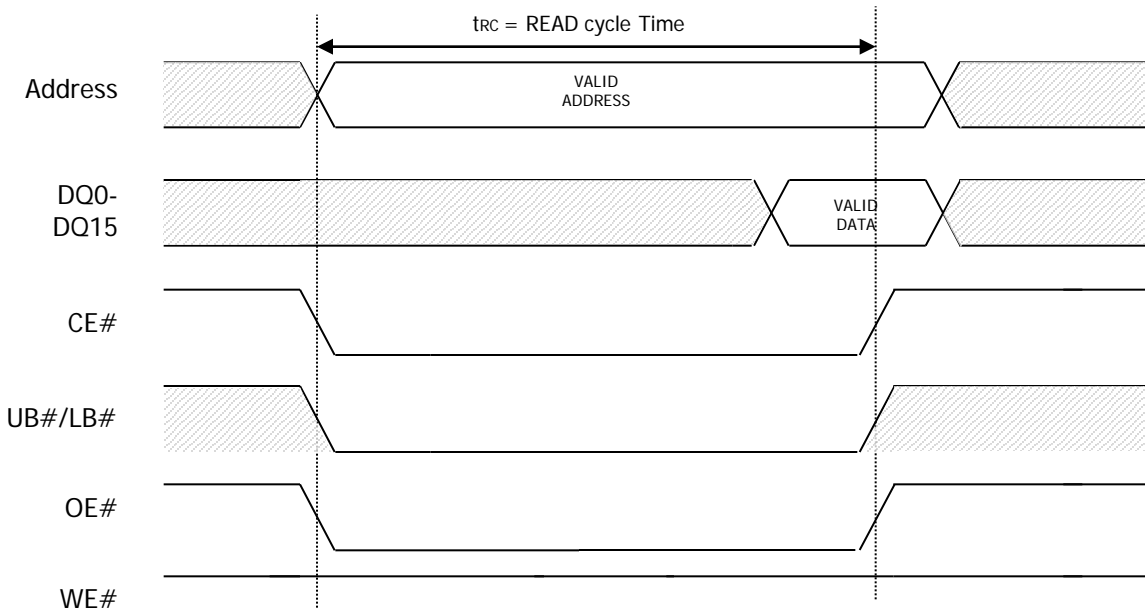 tRC = READ cycle Time
Address
VALID
ADDRESS
DQ0-
DQ15
VALID
DATA
CE#
UB#/LB#
OE#
WE#